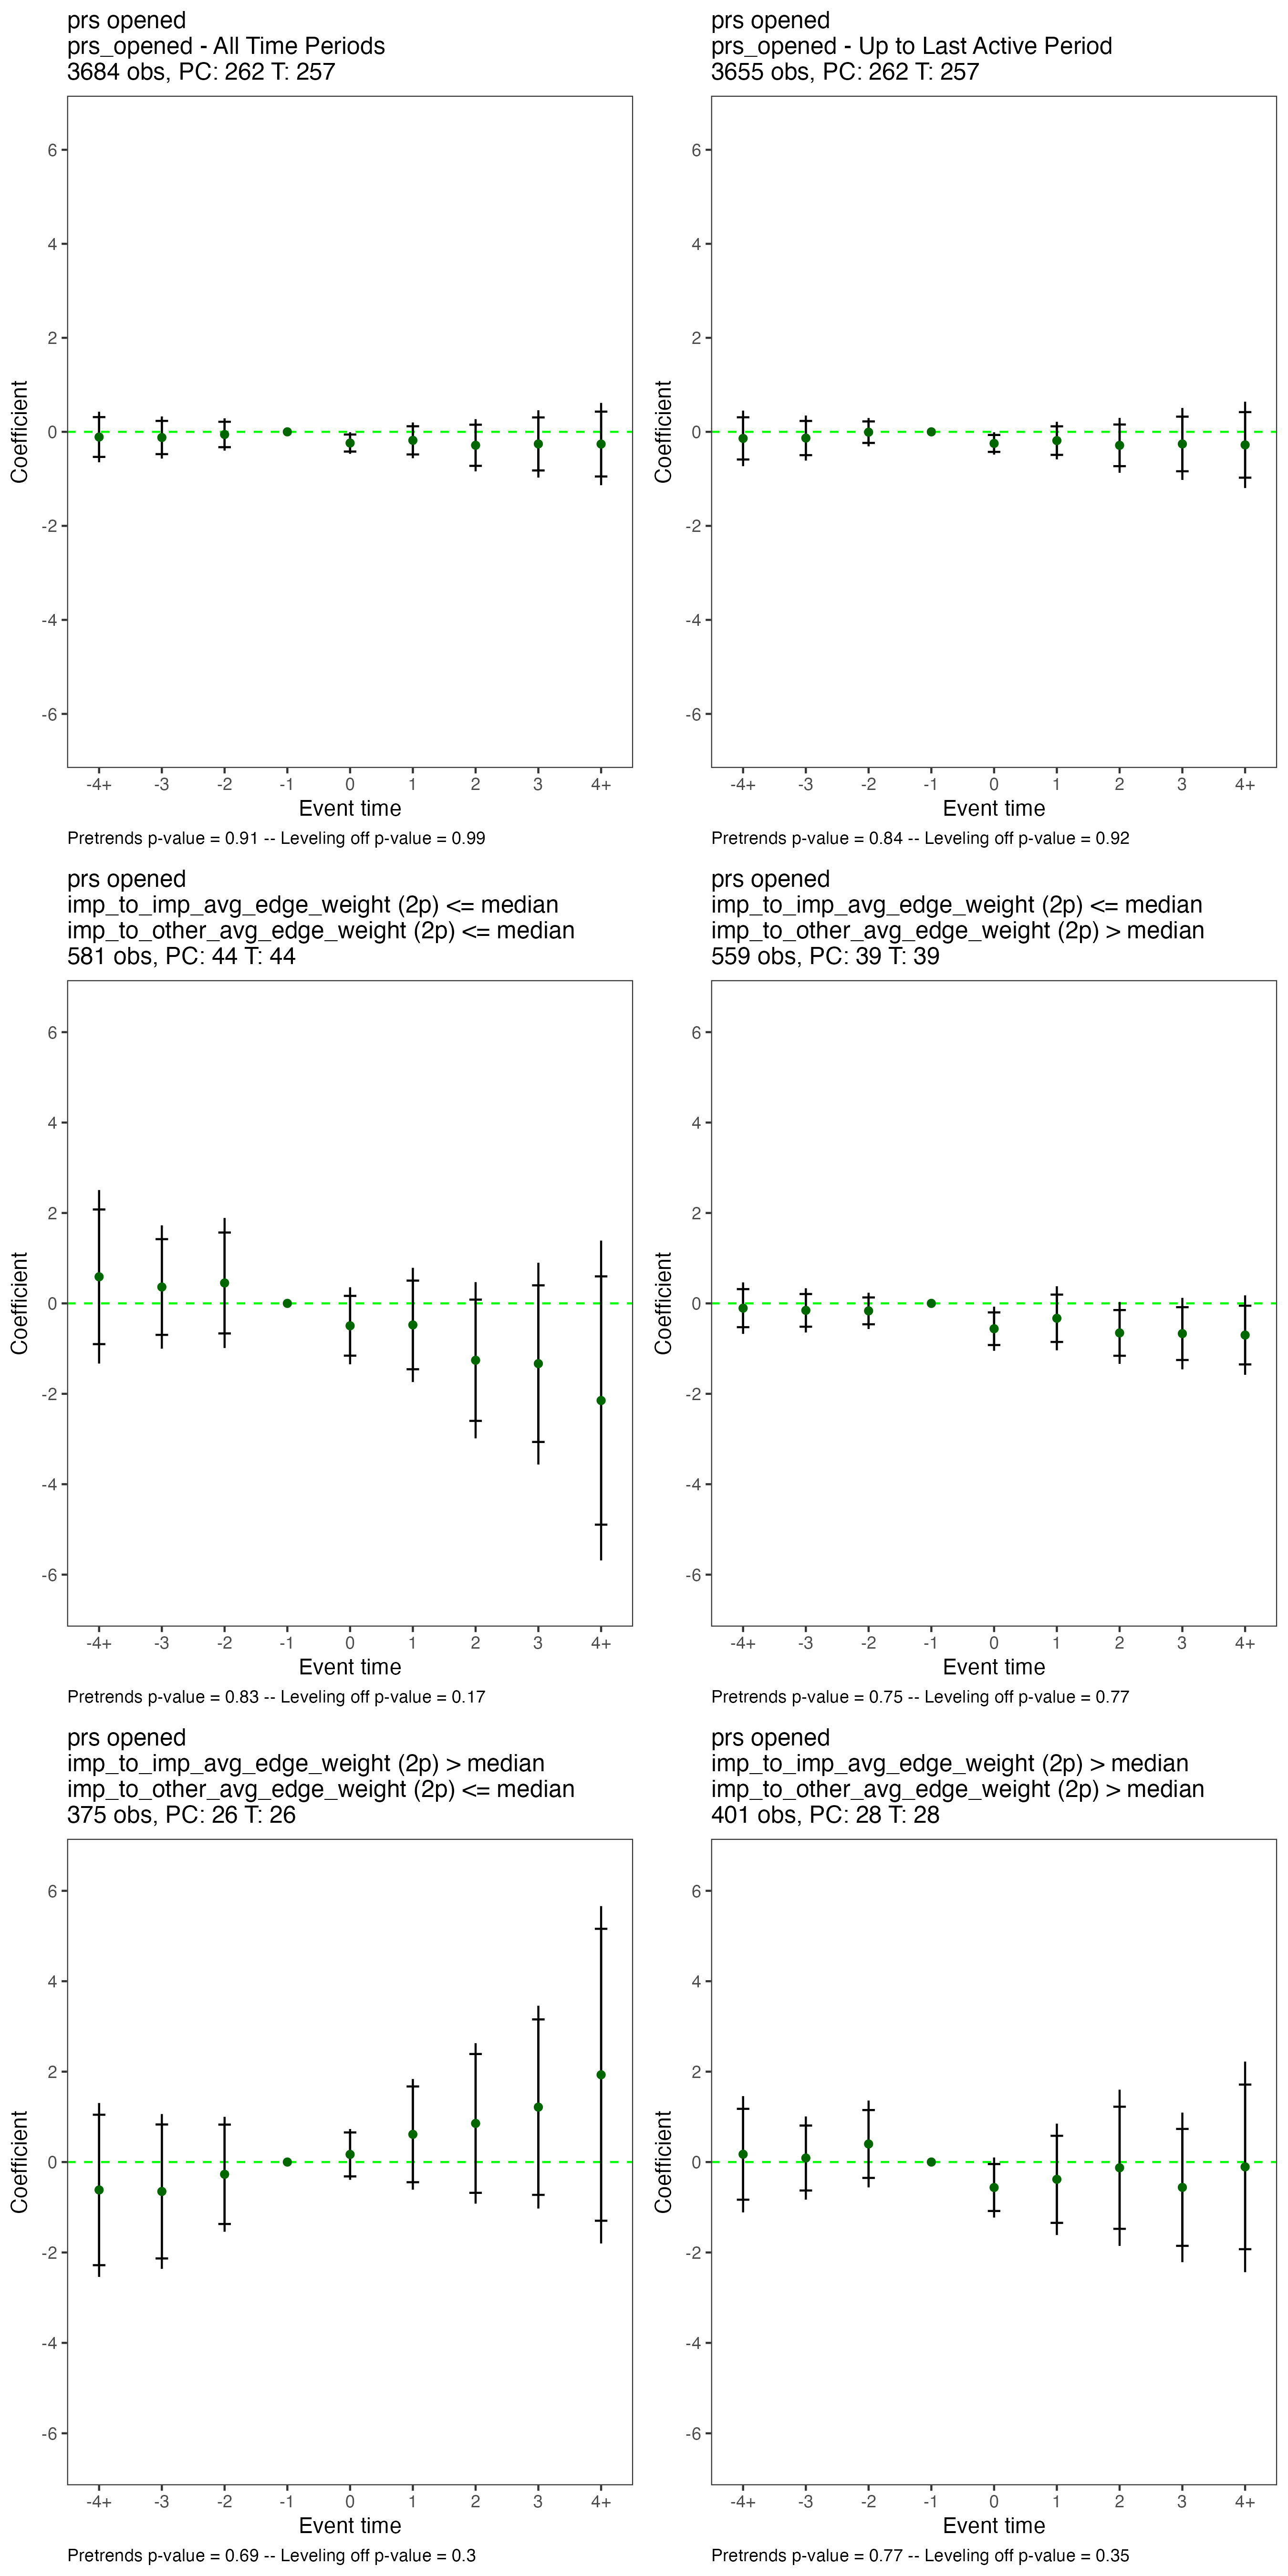 prs opened
prs_opened - All Time Periods
3684 obs, PC: 262 T: 257
6
4
2
0
-2
-4
-6
Coefficient
-4+ -3 -2 -1 0 1 2 3 4+
Event time
Pretrends p-value = 0.91 -- Leveling off p-value = 0.99
prs opened
prs_opened - Up to Last Active Period
3655 obs, PC: 262 T: 257
6
4
2
0
-2
-4
-6
Coefficient
-4+ -3 -2 -1 0 1 2 3 4+
Event time
Pretrends p-value = 0.84 -- Leveling off p-value = 0.92
prs opened
imp_to_imp_avg_edge_weight (2p) <= median
imp_to_other_avg_edge_weight (2p) <= median
581 obs, PC: 44 T: 44
6
4
2
0
-2
-4
-6
Coefficient
-4+ -3 -2 -1 0 1 2 3 4+
Event time
Pretrends p-value = 0.83 -- Leveling off p-value = 0.17
prs opened
imp_to_imp_avg_edge_weight (2p) <= median
imp_to_other_avg_edge_weight (2p) > median
559 obs, PC: 39 T: 39
6
4
2
0
-2
-4
-6
Coefficient
-4+ -3 -2 -1 0 1 2 3 4+
Event time
Pretrends p-value = 0.75 -- Leveling off p-value = 0.77
prs opened
imp_to_imp_avg_edge_weight (2p) > median
imp_to_other_avg_edge_weight (2p) <= median
375 obs, PC: 26 T: 26
6
4
2
0
-2
-4
-6
Coefficient
-4+ -3 -2 -1 0 1 2 3 4+
Event time
Pretrends p-value = 0.69 -- Leveling off p-value = 0.3
prs opened
imp_to_imp_avg_edge_weight (2p) > median
imp_to_other_avg_edge_weight (2p) > median
401 obs, PC: 28 T: 28
6
4
2
0
-2
-4
-6
Coefficient
-4+ -3 -2 -1 0 1 2 3 4+
Event time
Pretrends p-value = 0.77 -- Leveling off p-value = 0.35